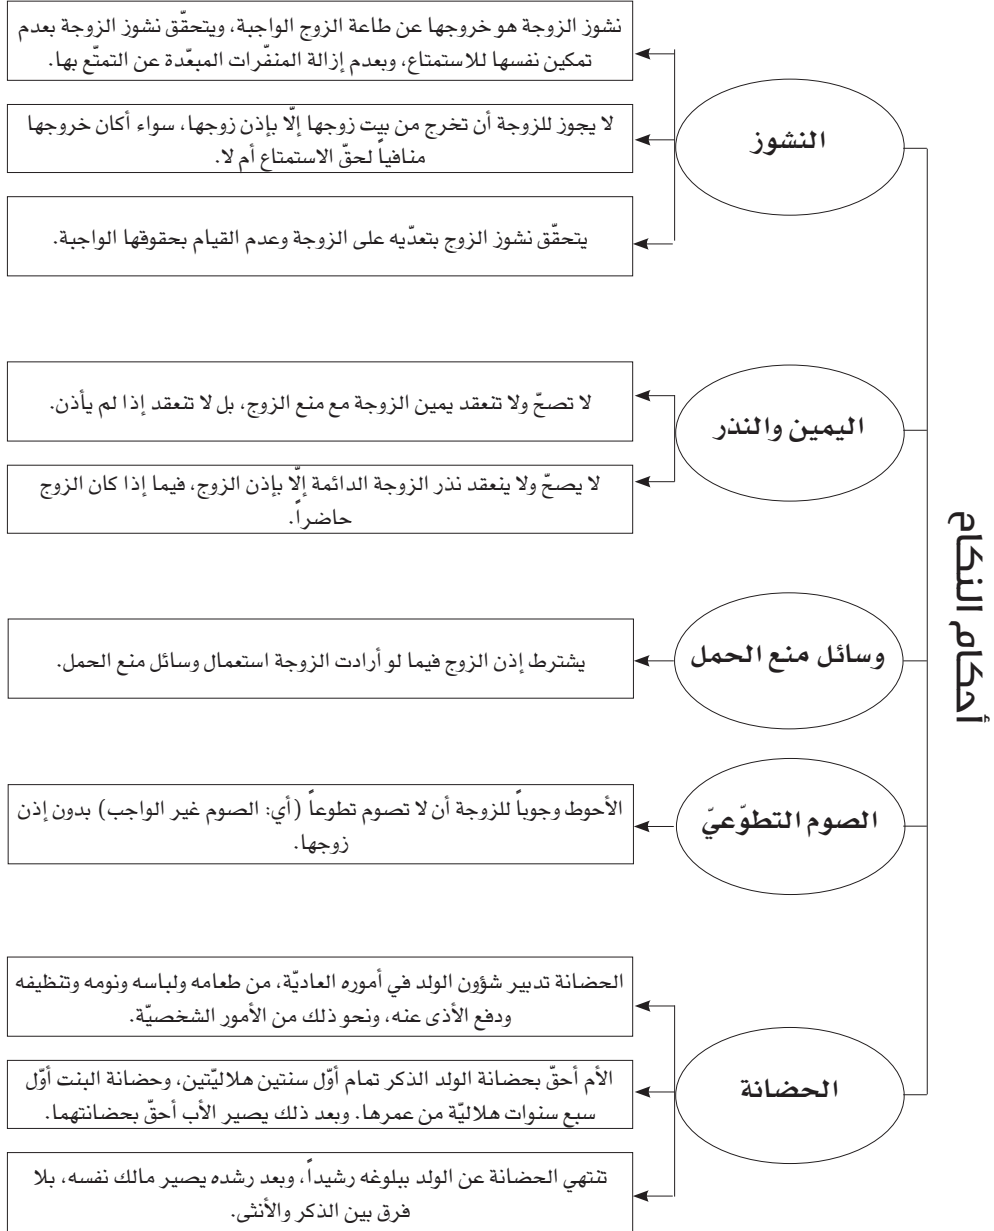 أحكام النكاح
النشوز
نشوز الزوجة هو خروجها عن طاعة الزوج الواجبة، ويتحقّق نشوز الزوجة بعدم
تمكين نفسها للاستمتاع، وبعدم إزالة المنفّرات المبعّدة عن التمتّع بها.
لا يجوز للزوجة أن تخرج من بيت زوجها إلّا بإذن زوجها، سواء أكان خروجها
منافياً لحقّ الاستمتاع أم لا.
يتحقّق نشوز الزوج بتعدّيه على الزوجة وعدم القيام بحقوقها الواجبة.
اليمين والنذر
لا تصحّ ولا تنعقد يمين الزوجة مع منع الزوج، بل لا تنعقد إذا لم يأذن.
لا يصحّ ولا ينعقد نذر الزوجة الدائمة إلّا بإذن الزوج، فيما إذا كان الزوج
حاضراً.
وسائل منع الحمل
يشترط إذن الزوج فيما لو أرادت الزوجة استعمال وسائل منع الحمل.
الصوم التطوّعيّ
الأحوط وجوباً للزوجة أن لا تصوم تطوعاً (أي: الصوم غير الواجب) بدون إذن
زوجها.
الحضانة
الحضانة تدبير شؤون الولد في أموره العاديّة، من طعامه ولباسه ونومه وتنظيفه
ودفع الأذى عنه، ونحو ذلك من الأمور الشخصيّة.
الأم أحقّ بحضانة الولد الذكر تمام أوّل سنتين هلاليّتين، وحضانة البنت أوّل
سبع سنوات هلاليّة من عمرها. وبعد ذلك يصير الأب أحقّ بحضانتهما.
تنتهي الحضانة عن الولد ببلوغه رشيداً، وبعد رشده يصير مالك نفسه، بلا
فرق بين الذكر والأنثى.